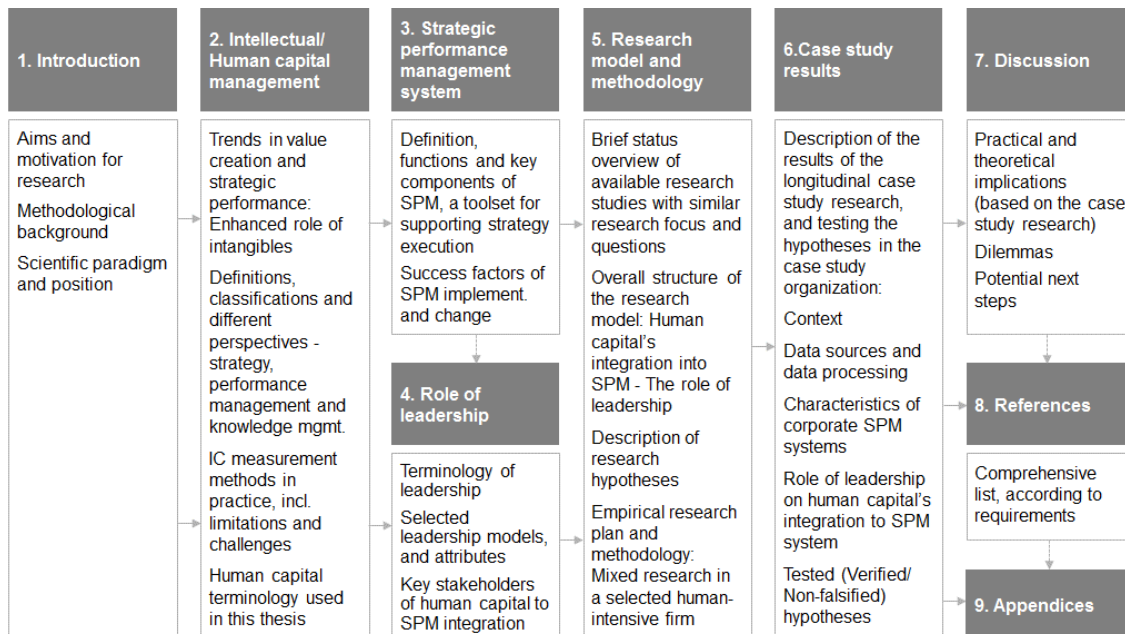 1. Introduction
Aims and
motivation for
research
Methodological
background
Scientific paradigm
and position
2. Intellectual/
Human capital
management
Trends in value
creation and
strategic
performance:
Enhanced role of
intangibles
Definitions,
classifications and
different
perspectives -
strategy,
performance
management and
knowledge mgmt.
IC measurement
methods in
practice, incl.
limitations and
challenges
Human capital
terminology used
in this thesis
3. Strategic
performance
management
system
Definition,
functions and key
components of
SPM, a toolset for
supporting strategy
execution
Success factors of
SPM implement.
and change
4. Role of
leadership
Terminology of
leadership
Selected
leadership models,
and attributes
Key stakeholders
of human capital to
SPM integration
5. Research
model and
methodology
Brief status
overview of
available research
studies with similar
research focus and
questions
Overall structure of
the research
model: Human
capital's
integration into
SPM - The role of
leadership
Description of
research
hypotheses
Empirical research
plan and
methodology:
Mixed research in
a selected human-
intensive firm
6.Case study
results
Description of the
results of the
longitudinal case
study research,
and testing the
hypotheses in the
case study
organization:
Context
Data sources and
data processing
Characteristics of
corporate SPM
systems
Role of leadership
on human capital's
integration to SPM
system
Tested (Verified/
Non-falsified)
hypotheses
7. Discussion
Practical and
theoretical
implications
(based on the case
study research)
Dilemmas
Potential next
steps
8. References
Comprehensive
list, according to
requirements
9. Appendices